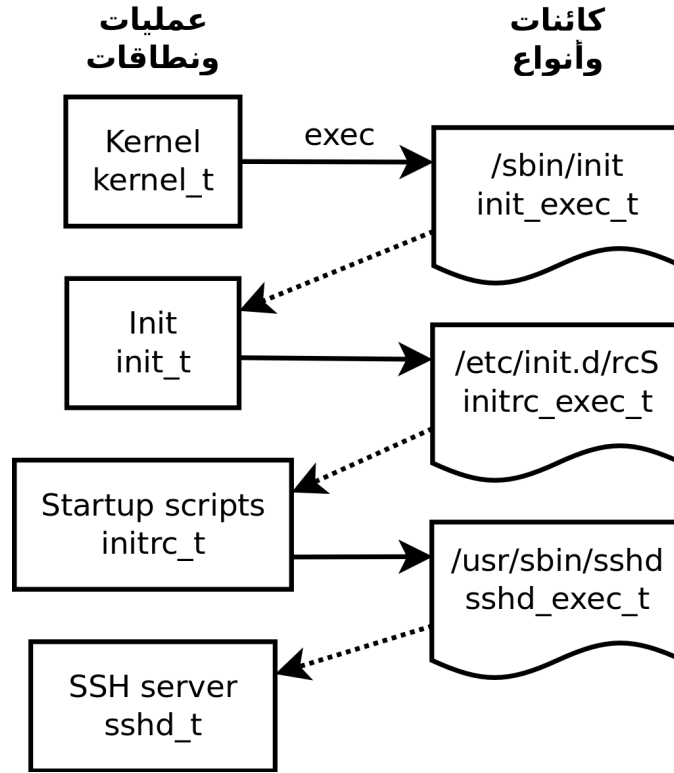 عمليات
ونطاقات
كائنات
وأنواع
Kernel
kernel_t
exec
/sbin/init
init_exec_t
Init
init_t
/etc/init.d/rcS
initrc_exec_t
Startup scripts
initrc_t
/usr/sbin/sshd
sshd_exec_t
SSH server
sshd_t